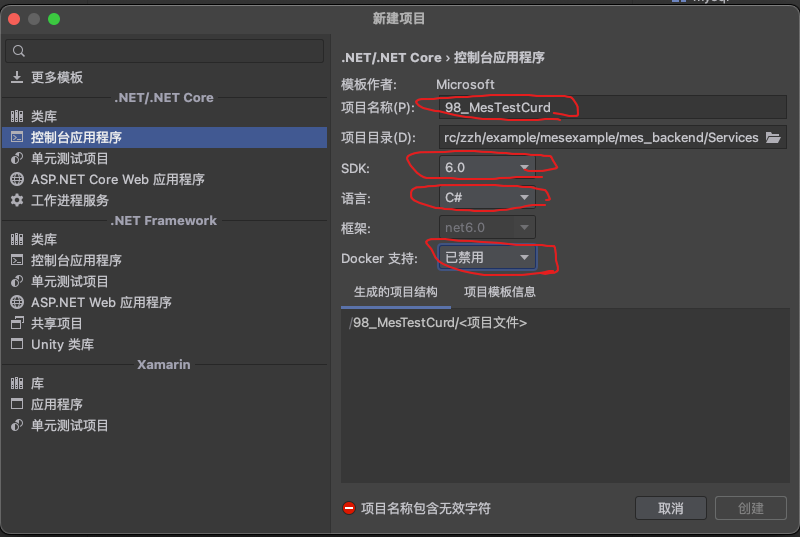 新建项目
更多模板
.NET/.NET Core
类库
控制台应用程序
单元测试项目
ASP.NET Core Web 应用程序
工作进程服务
.NET Framework
类库
控制台应用程序
单元测试项目
ASP.NET Web 应用程序
共享项目
Unity 类库
Xamarin
库
应用程序
单元测试项目
.NET/.NET Core › 控制台应用程序
模板作者: Microsoft
项目名称(P): 98_MesTestCurd
项目目录(D): rc/zzh/example/mesexample/mes_backend/Services
SDK: 6.0
语言: C#
框架: net6.0
Docker 支持: 已禁用
生成的项目结构 项目模板信息
/98_MesTestCurd/<项目文件>
项目名称包含无效字符
取消 创建